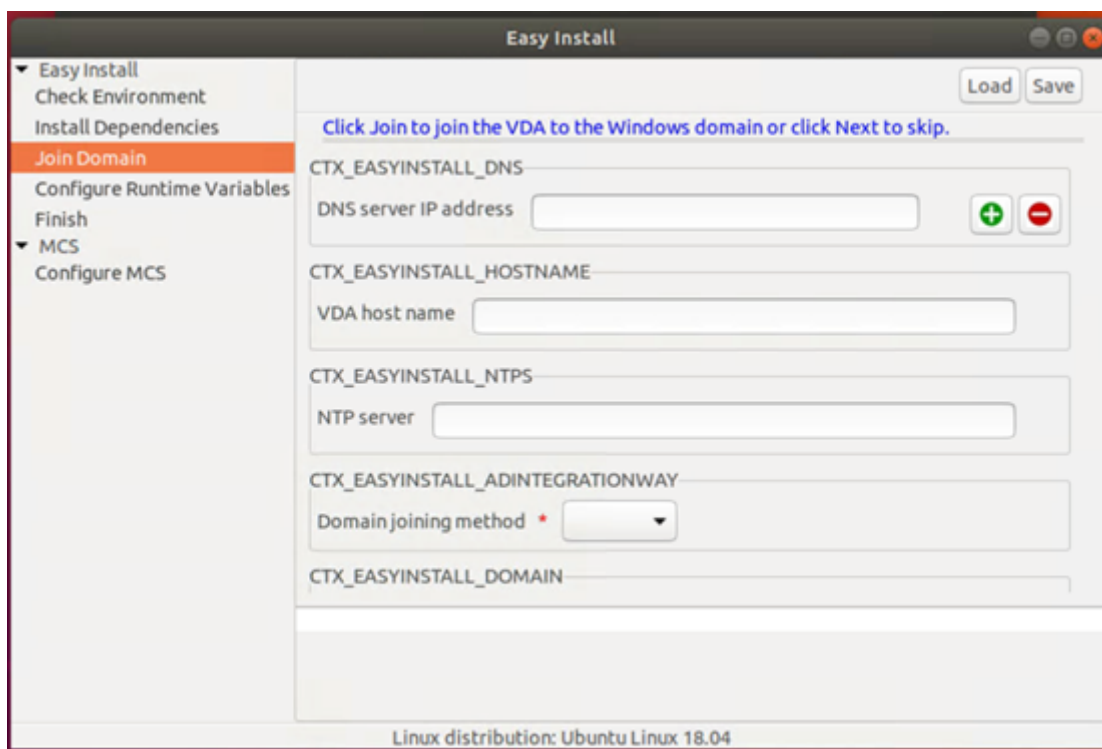 Easy Install
Easy Install
Check Environment
Install Dependencies
Join Domain
Configure Runtime Variables
Finish
MCS
Configure MCS
Load Save
Click Join to join the VDA to the Windows domain or click Next to skip.
CTX_EASYINSTALL_DNS
DNS server IP address
CTX_EASYINSTALL_HOSTNAME
VDA host name
CTX_EASYINSTALL_NTPS
NTP server
CTX_EASYINSTALL_ADINTEGRATIONWAY
Domain joining method *
CTX_EASYINSTALL_DOMAIN
Linux distribution: Ubuntu Linux 18.04